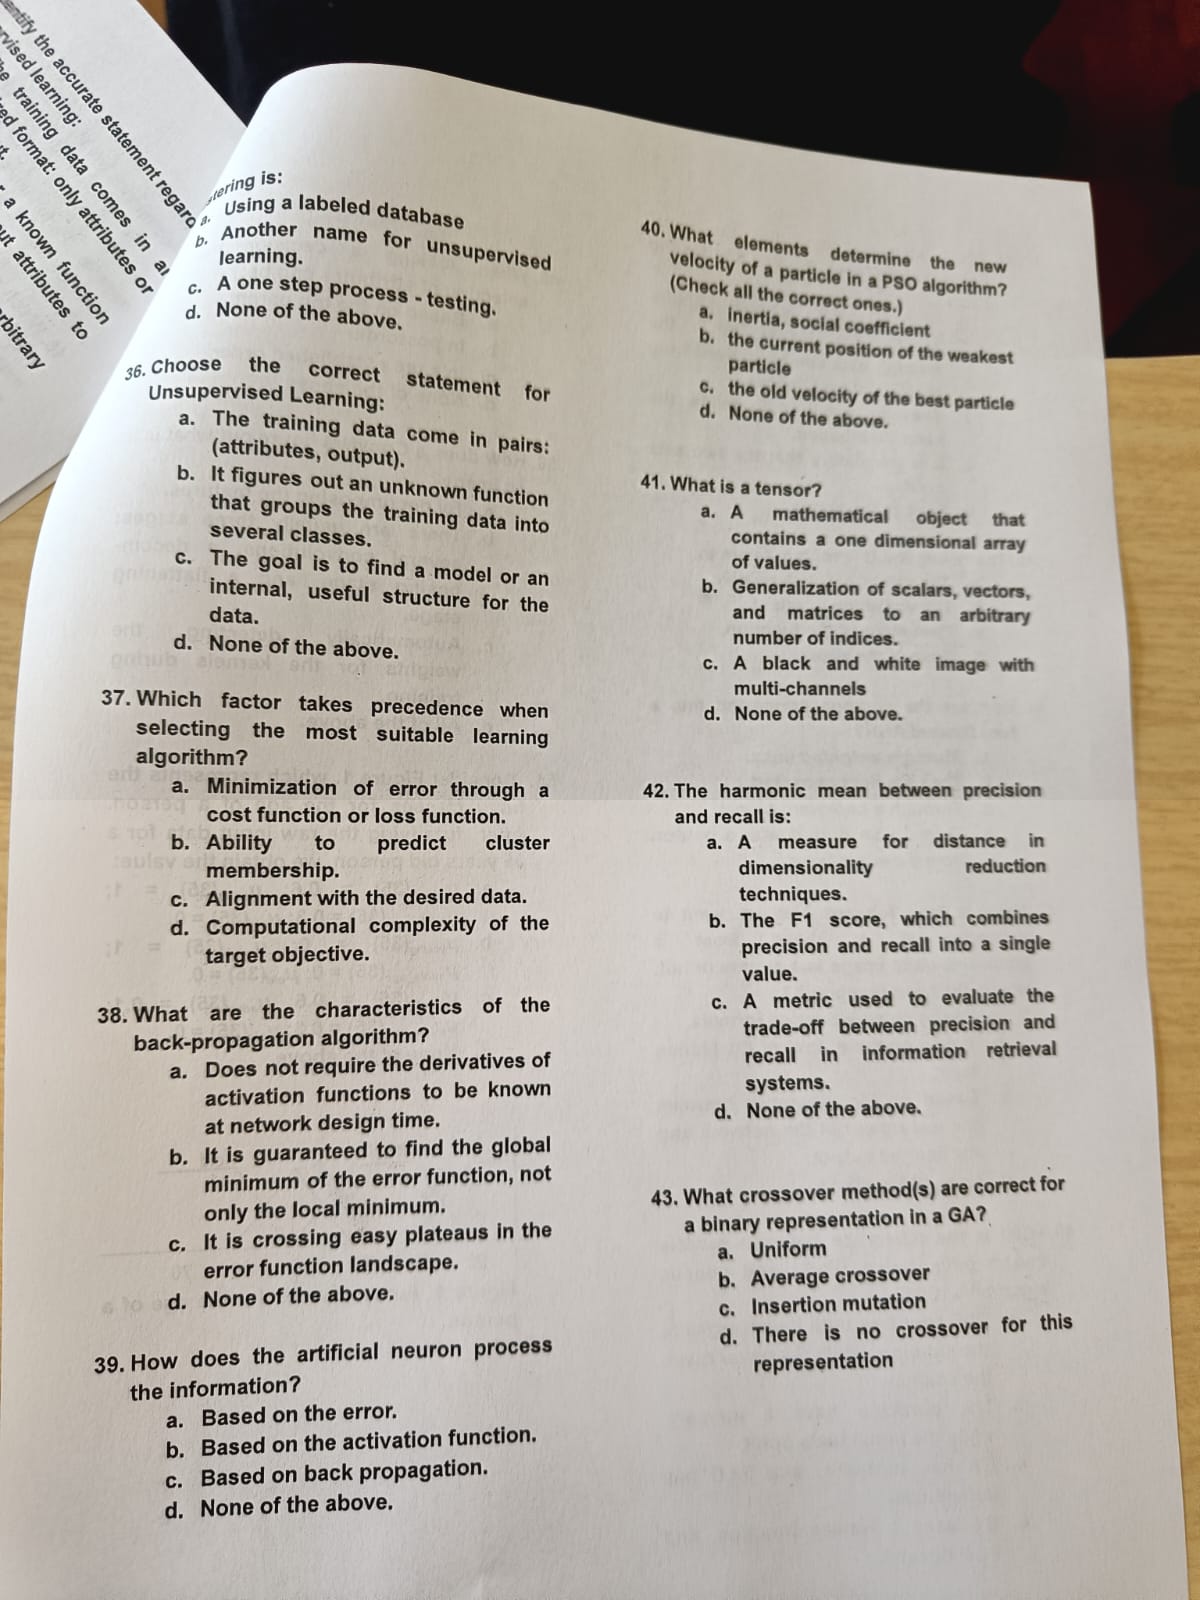 entify the accurate statement regard
rvised learning:
training data comes in a
format: only attributes or
a known function
attributes to
rbitrary
tering is:
a. Using a labeled database
b. Another name for unsupervised
learning.
c. A one step process - testing.
d. None of the above.
36. Choose the correct statement for
Unsupervised Learning:
a. The training data come in pairs:
(attributes, output).
b. It figures out an unknown function
that groups the training data into
several classes.
c. The goal is to find a model or an
internal, useful structure for the
data.
d. None of the above.
37. Which factor takes precedence when
selecting the most suitable learning
algorithm?
a. Minimization of error through a
cost function or loss function.
b. Ability to predict cluster
membership.
c. Alignment with the desired data.
d. Computational complexity of the
target objective.
38. What are the characteristics of the
back-propagation algorithm?
a. Does not require the derivatives of
activation functions to be known
at network design time.
b. It is guaranteed to find the global
minimum of the error function, not
only the local minimum.
c. It is crossing easy plateaus in the
error function landscape.
d. None of the above.
39. How does the artificial neuron process
the information?
a. Based on the error.
b. Based on the activation function.
c. Based on back propagation.
d. None of the above.
40. What elements determine the new
velocity of a particle in a PSO algorithm?
(Check all the correct ones.)
a. inertia, social coefficient
b. the current position of the weakest
particle
c. the old velocity of the best particle
d. None of the above.
41. What is a tensor?
a. A mathematical object that
contains a one dimensional array
of values.
b. Generalization of scalars, vectors,
and matrices to an arbitrary
number of indices.
c. A black and white image with
multi-channels
d. None of the above.
42. The harmonic mean between precision
and recall is:
a. A measure for distance in
dimensionality reduction
techniques.
b. The F1 score, which combines
precision and recall into a single
value.
c. A metric used to evaluate the
trade-off between precision and
recall in information retrieval
systems.
d. None of the above.
43. What crossover method(s) are correct for
a binary representation in a GA?
a. Uniform
b. Average crossover
c. Insertion mutation
d. There is no crossover for this
representation